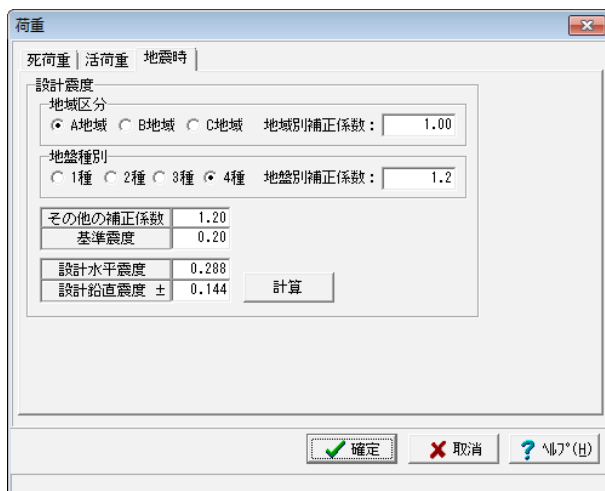 荷重
死荷重 活荷重 地震時
設計震度
地域区分
A地域 B地域 C地域 地域別補正係数： 1.00
地盤種別
1種 2種 3種 4種 地盤別補正係数： 1.2
その他の補正係数 1.20
基準震度 0.20
設計水平震度 0.288
設計鉛直震度 ± 0.144 計算
確定 取消 ﾍﾙﾌﾟ(H)